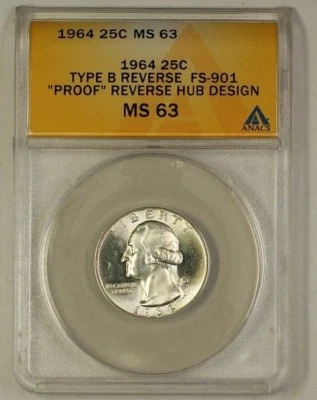 1964 25C MS 63
1964 25C
TYPE B REVERSE FS-901
"PROOF" REVERSE HUB DESIGN
MS 63
ANACS
LIBERTY
IN GOD WE
TRUST
1964